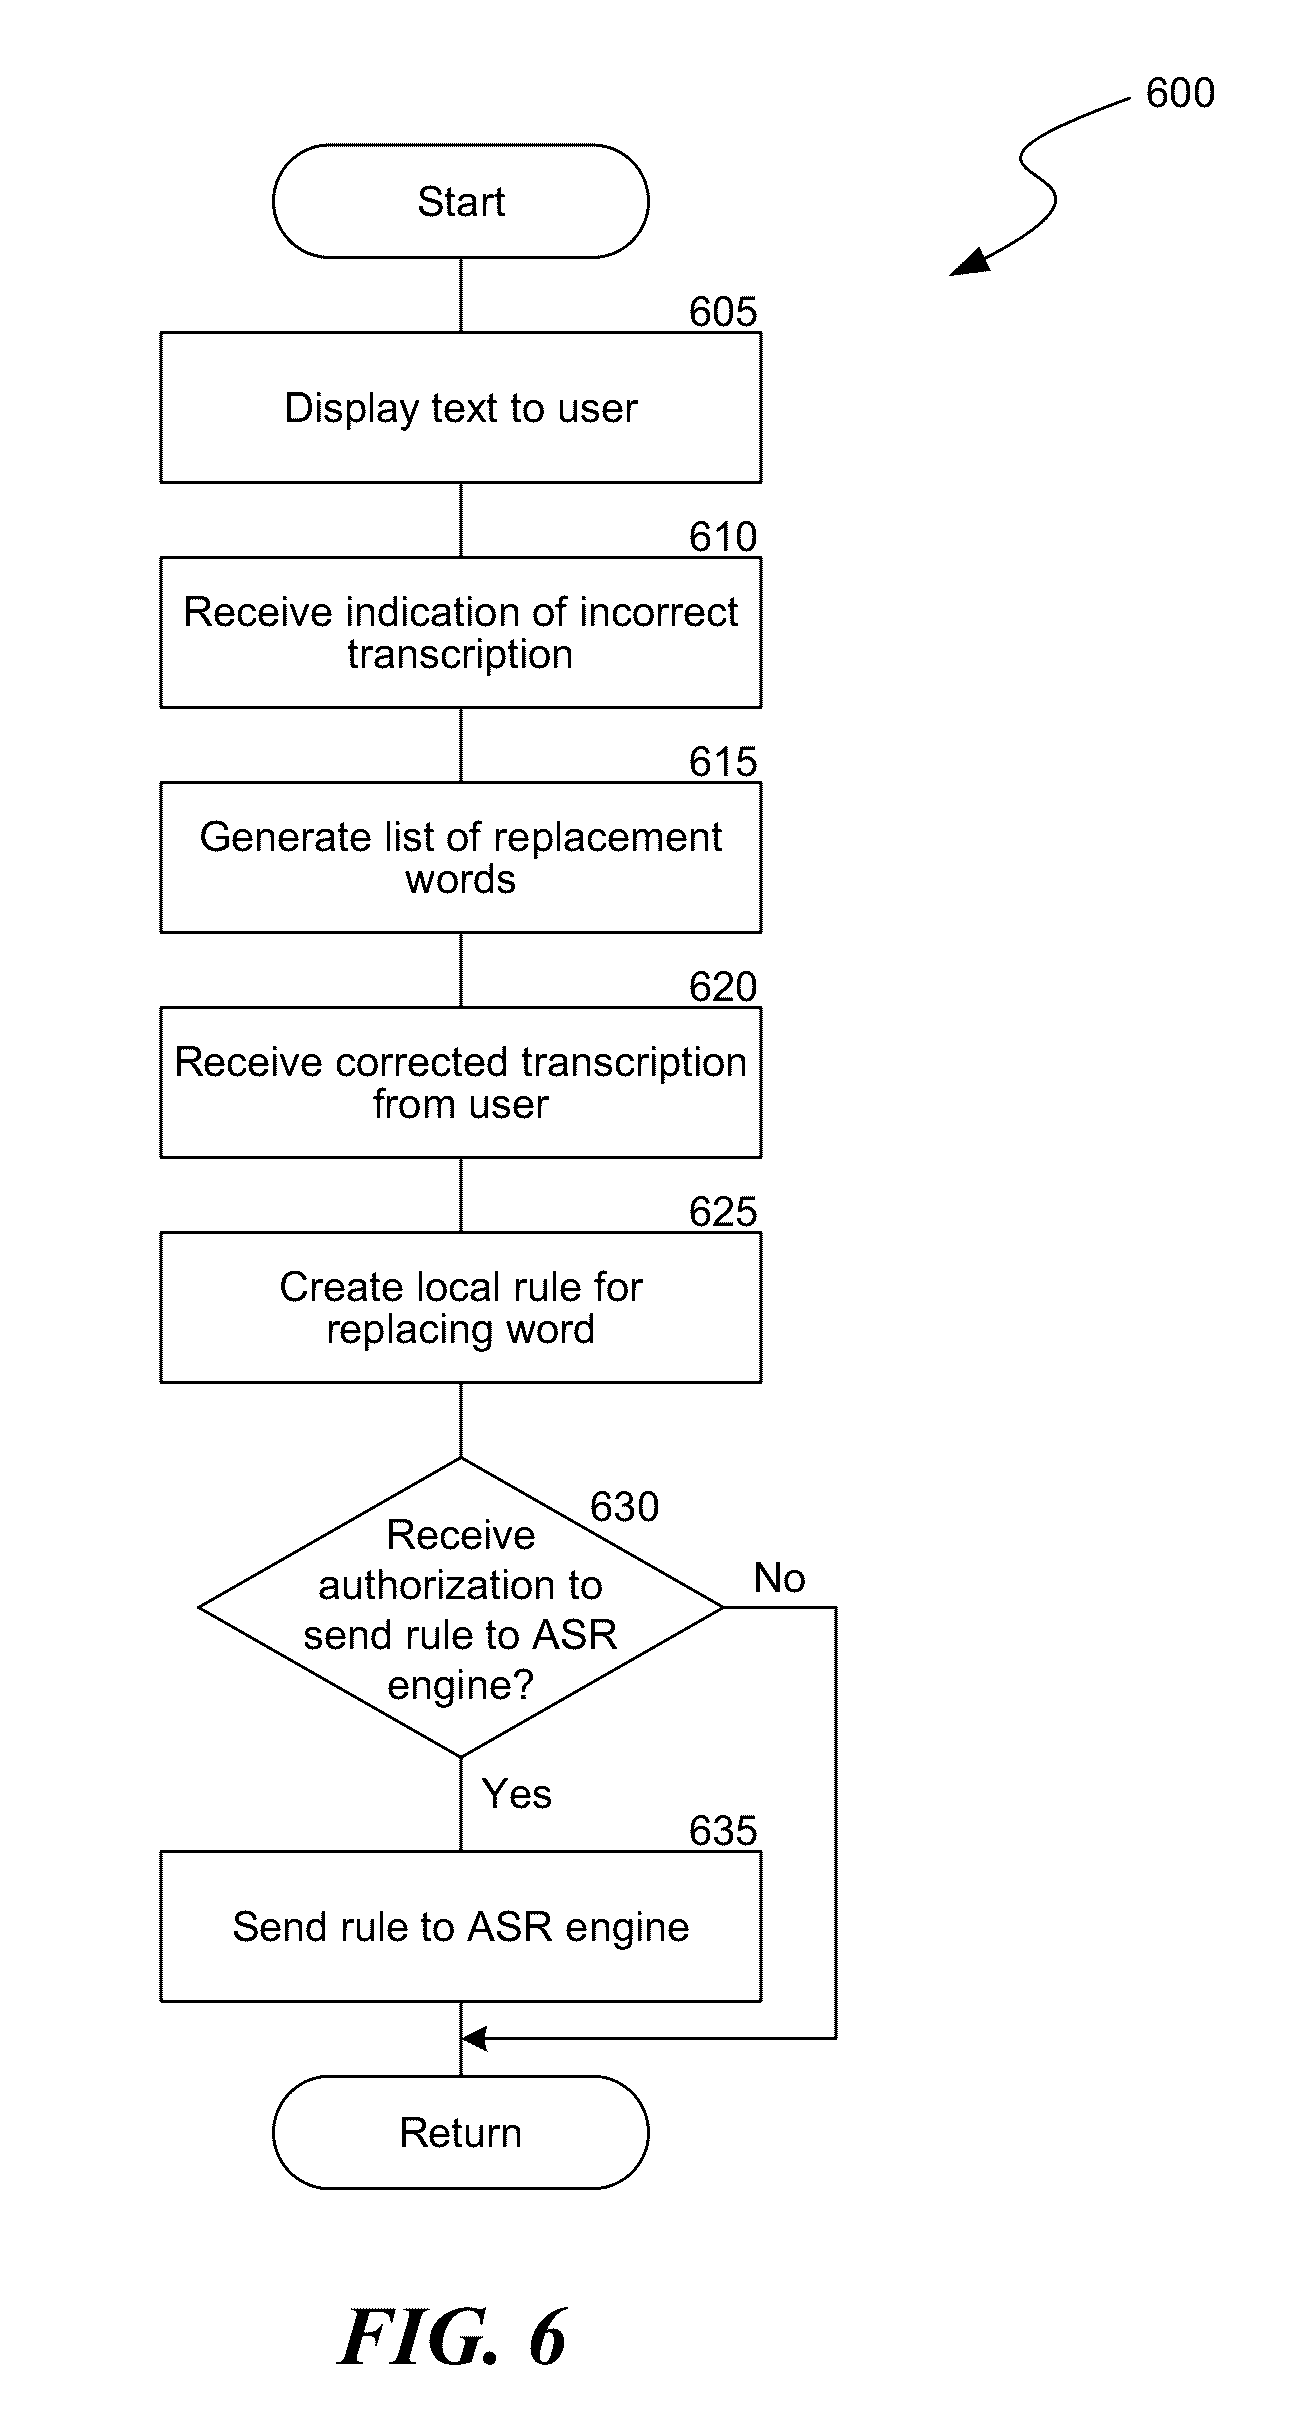 600
Start
605
Display text to user
610
Receive indication of incorrect
transcription
615
Generate list of replacement
words
620
Receive corrected transcription
from user
625
Create local rule for
replacing word
630
Receive
authorization to
send rule to ASR
engine?
No
Yes
635
Send rule to ASR engine
Return
FIG. 6